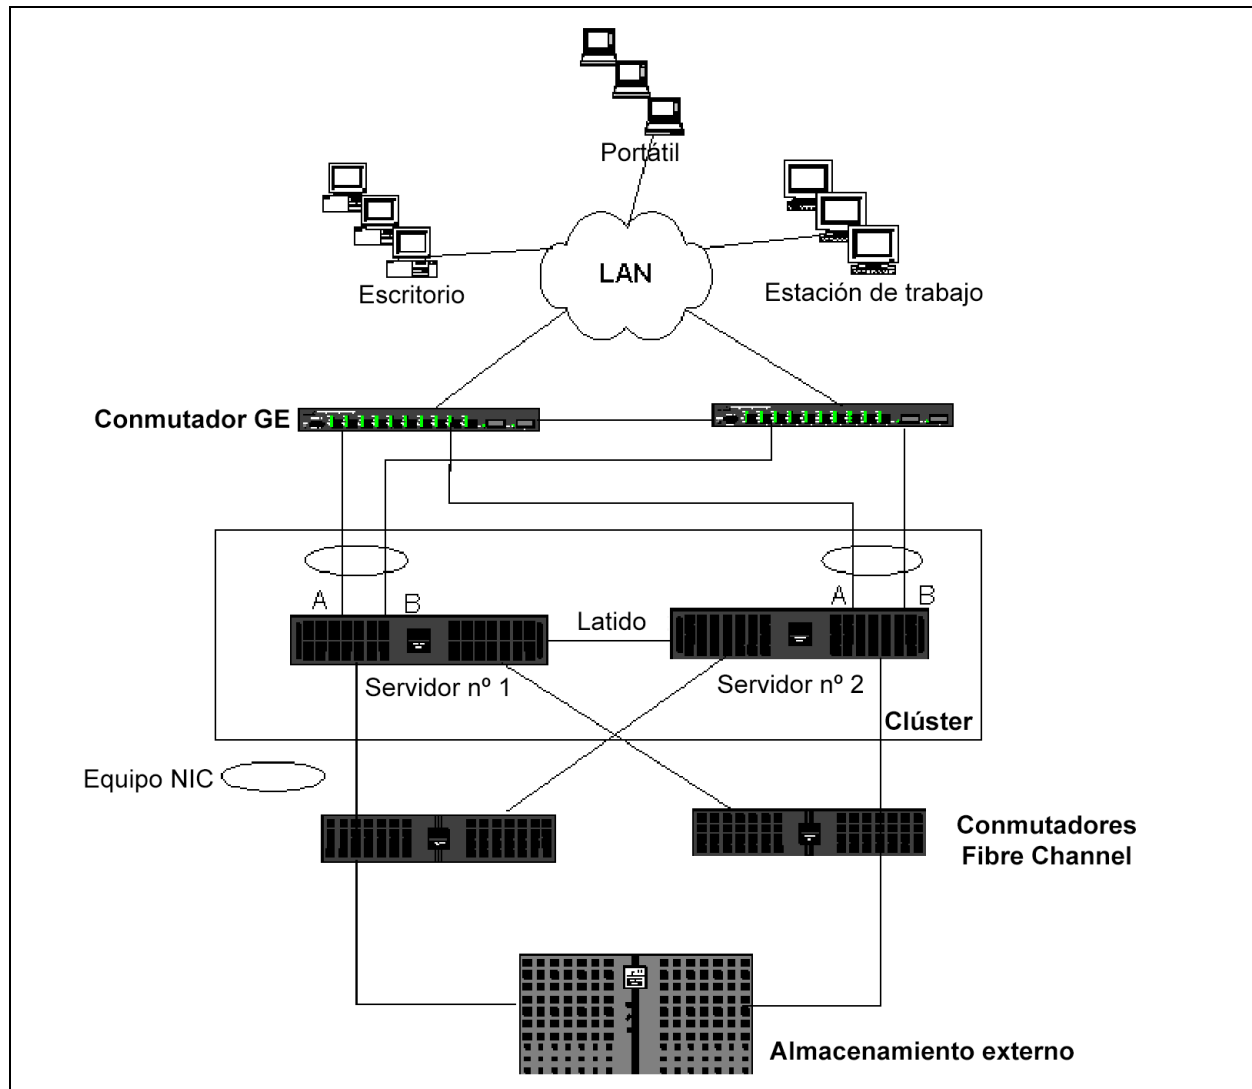 Portátil
Escritorio
LAN
Estación de trabajo
Conmutador GE
A
B
A
B
Latido
Servidor nº 1
Servidor nº 2
Clúster
Equipo NIC
Conmutadores
Fibre Channel
Almacenamiento externo